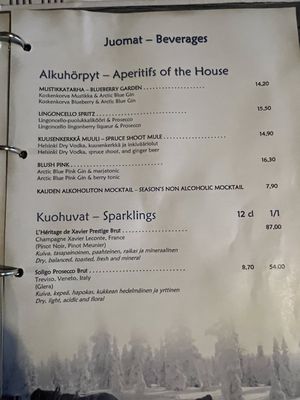 Juomat – Beverages
Alkuhörpyt – Aperitifs of the House
MUSTIKKATARHA – BLUEBERRY GARDEN 14,20
Koskenkorva Mustikka & Arctic Blue Gin
Koskenkorva Blueberry & Arctic Blue Gin
LINGONCELLO SPRITZ 15,50
Lingoncello-puolukkalikööri & Prosecco
Lingoncello lingonberry liqueur & Prosecco
KUUSENKERKKÄ MUULI – SPRUCE SHOOT MULE 14,90
Helsinki Dry Vodka, kuusenkerkkä ja inkivääriolut
Helsinki Dry Vodka, spruce shoot, and ginger beer
BLUSH PINK 16,30
Arctic Blue Pink Gin & marjatonic
Arctic Blue Pink Gin & berry tonic
KAUDEN ALKOHOLITON MOCKTAIL – SEASON'S NON ALCOHOLIC MOCKTAIL 7,90
Kuohuvat – Sparklings 12 cl 1/1
L'Héritage de Xavier Prestige Brut 87.00
Champagne Xavier Leconte, France
(Pinot Noir, Pinot Meunier)
Kuiva, tasapainoinen, paahteinen, raikas ja mineraalinen
Dry, balanced, toasted, fresh and mineral
Soligo Prosecco Brut 9,70 54.00
Treviso, Veneto, Italy
(Glera)
Kuiva, kepeä, hapokas, kukkean hedelmäinen ja yrttinen
Dry, light, acidic and floral